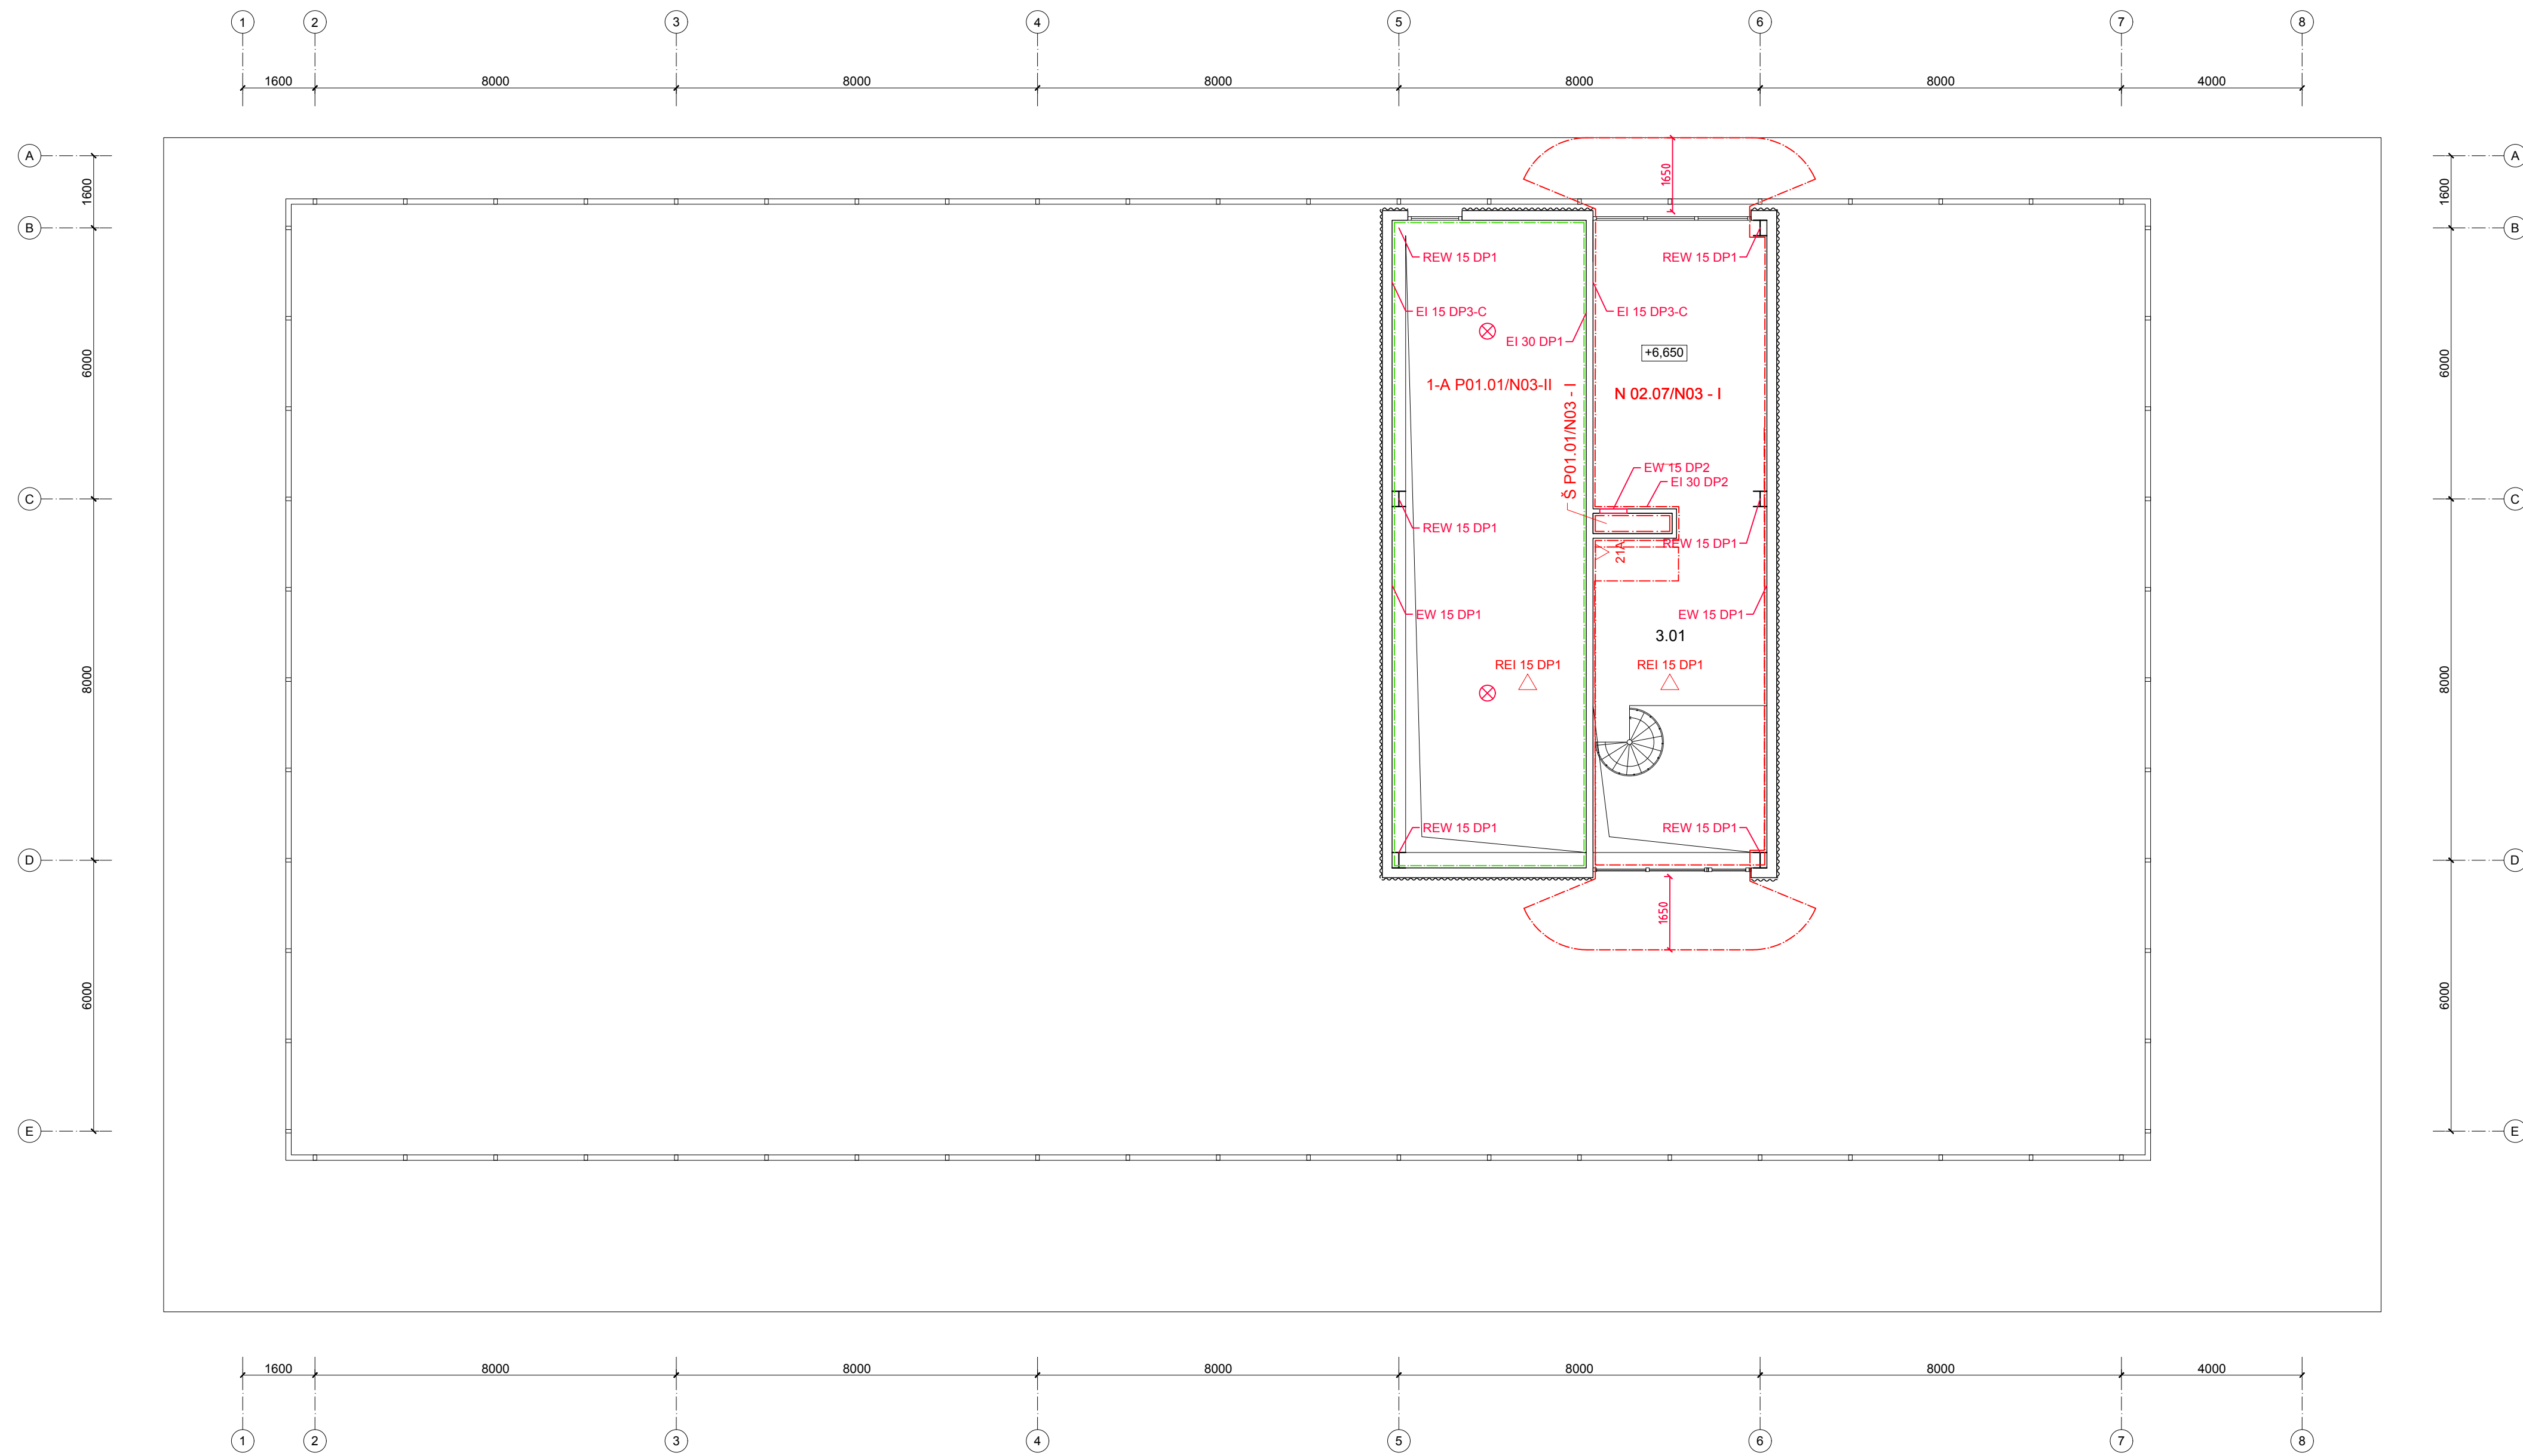 1 2 3 4 5 6 7 8
1600 8000 8000 8000 8000 8000 4000
A A
1600 1600
1650
B B
REW 15 DP1 REW 15 DP1
EI 15 DP3-C EI 15 DP3-C
EI 30 DP1
+6,650
6000 6000
1-A P01.01/N03-II
N 02.07/N03 - I
Š P01.01/N03 - I
EW 15 DP2
EI 30 DP2
C C
REW 15 DP1
REW 15 DP1
21A
EW 15 DP1 EW 15 DP1
3.01
REI 15 DP1 REI 15 DP1
8000 8000
REW 15 DP1 REW 15 DP1
D D
1650
6000 6000
E E
1600 8000 8000 8000 8000 8000 4000
1 2 3 4 5 6 7 8